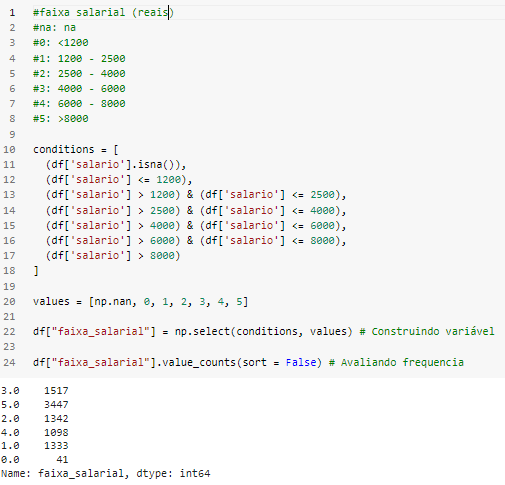 1 #faixa salarial (reais)
2 #na: na
3 #0: <1200
4 #1: 1200 - 2500
5 #2: 2500 - 4000
6 #3: 4000 - 6000
7 #4: 6000 - 8000
8 #5: >8000
9
10 conditions = [
11 (df['salario'].isna()),
12 (df['salario'] <= 1200),
13 (df['salario'] > 1200) & (df['salario'] <= 2500),
14 (df['salario'] > 2500) & (df['salario'] <= 4000),
15 (df['salario'] > 4000) & (df['salario'] <= 6000),
16 (df['salario'] > 6000) & (df['salario'] <= 8000),
17 (df['salario'] > 8000)
18 ]
19
20 values = [np.nan, 0, 1, 2, 3, 4, 5]
21
22 df["faixa_salarial"] = np.select(conditions, values) # Construindo variável
23
24 df["faixa_salarial"].value_counts(sort = False) # Avaliando frequencia
3.0 1517
5.0 3447
2.0 1342
4.0 1098
1.0 1333
0.0 41
Name: faixa_salarial, dtype: int64